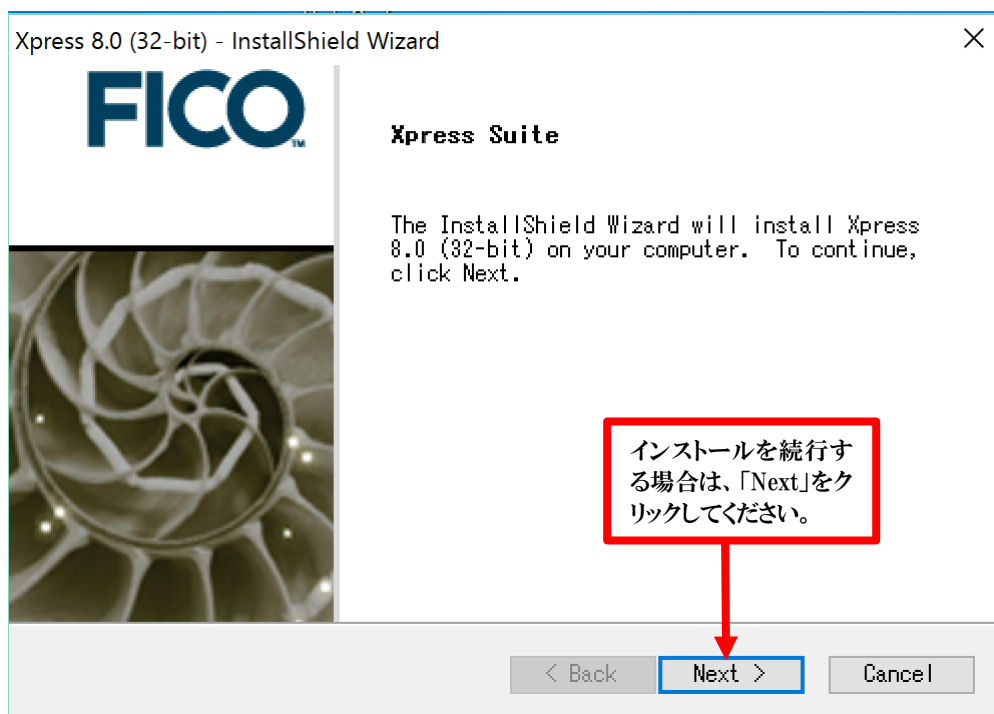 Xpress 8.0 (32-bit) - InstallShield Wizard
FICO
TM
Xpress Suite
The InstallShield Wizard will install Xpress
8.0 (32-bit) on your computer.  To continue,
click Next.
インストールを続行す
る場合は、「Next」をク
リックしてください。
< Back
Next >
Cancel